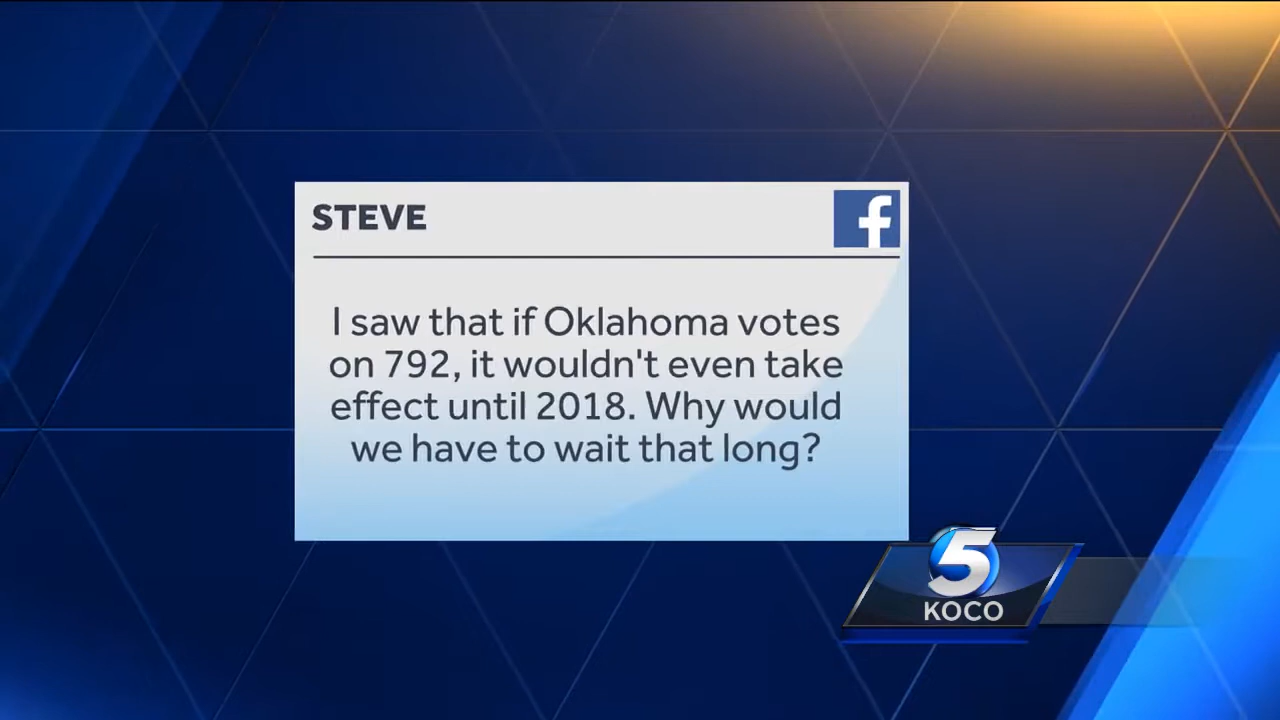 STEVE
f
I saw that if Oklahoma votes
on 792, it wouldn't even take
effect until 2018. Why would
we have to wait that long?
5
KOCO